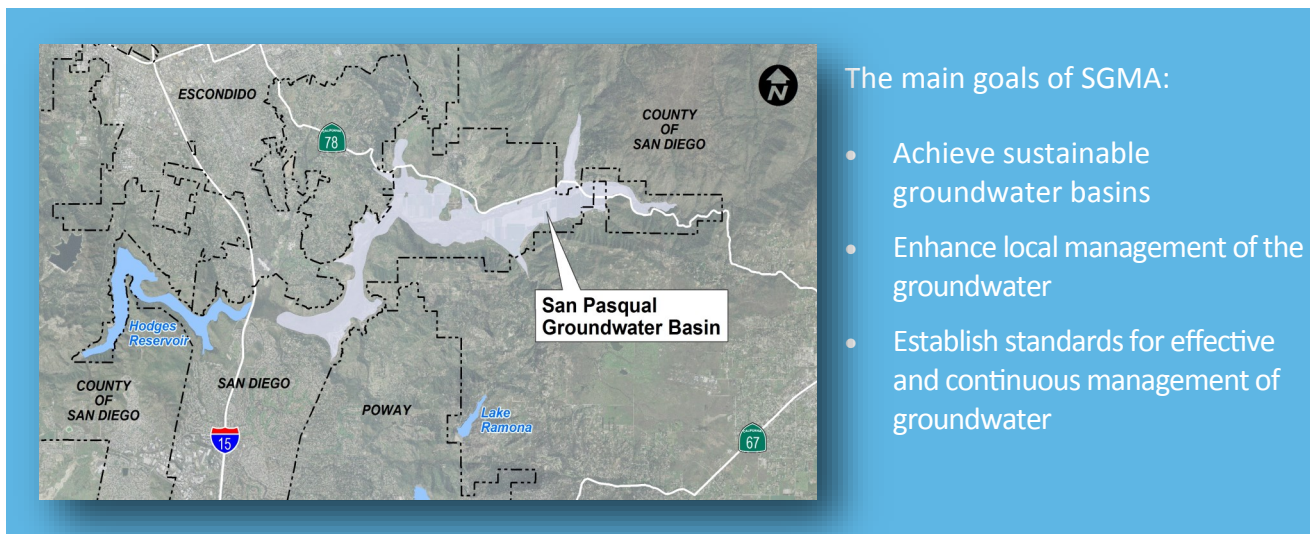 ESCONDIDO
N
COUNTY
OF
SAN DIEGO
CALIFORNIA
78
San Pasqual
Groundwater Basin
Hodges
Reservoir
COUNTY
OF
SAN DIEGO
SAN DIEGO
POWAY
Lake
Ramona
15
CALIFORNIA
67
The main goals of SGMA:
• Achieve sustainable
groundwater basins
• Enhance local management of the
groundwater
• Establish standards for effective
and continuous management of
groundwater